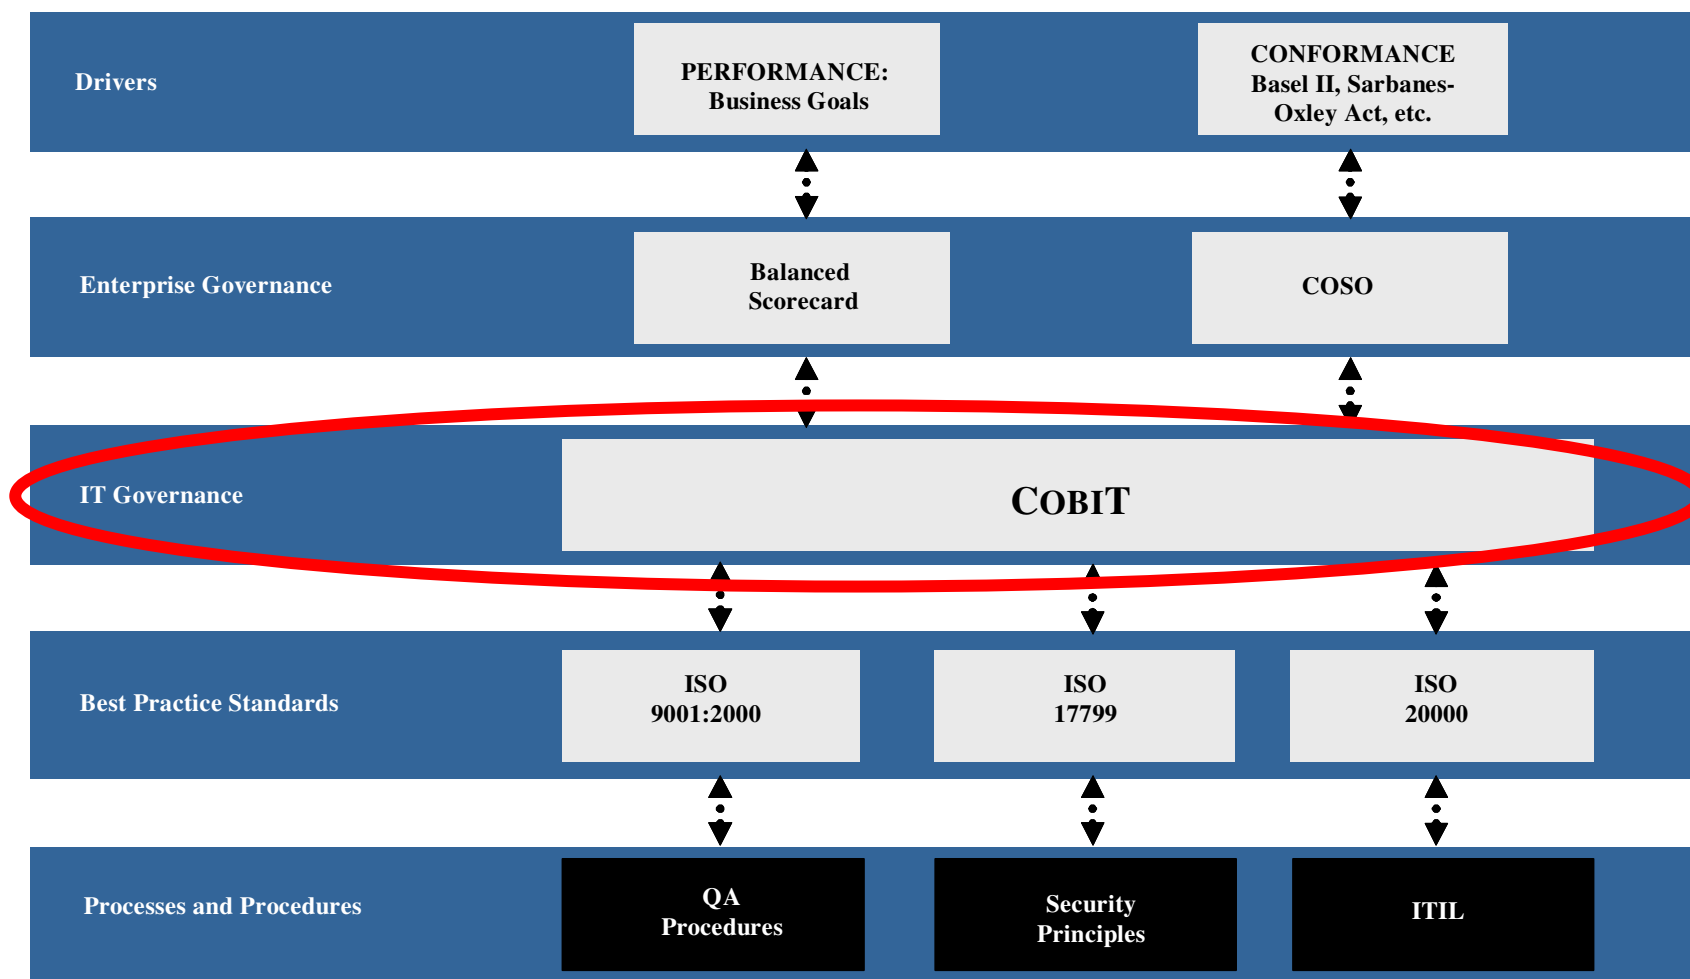 Drivers
PERFORMANCE:
Business Goals
CONFORMANCE
Basel II, Sarbanes-
Oxley Act, etc.
Enterprise Governance
Balanced
Scorecard
COSO
IT Governance
COBIT
Best Practice Standards
ISO
9001:2000
ISO
17799
ISO
20000
Processes and Procedures
QA
Procedures
Security
Principles
ITIL